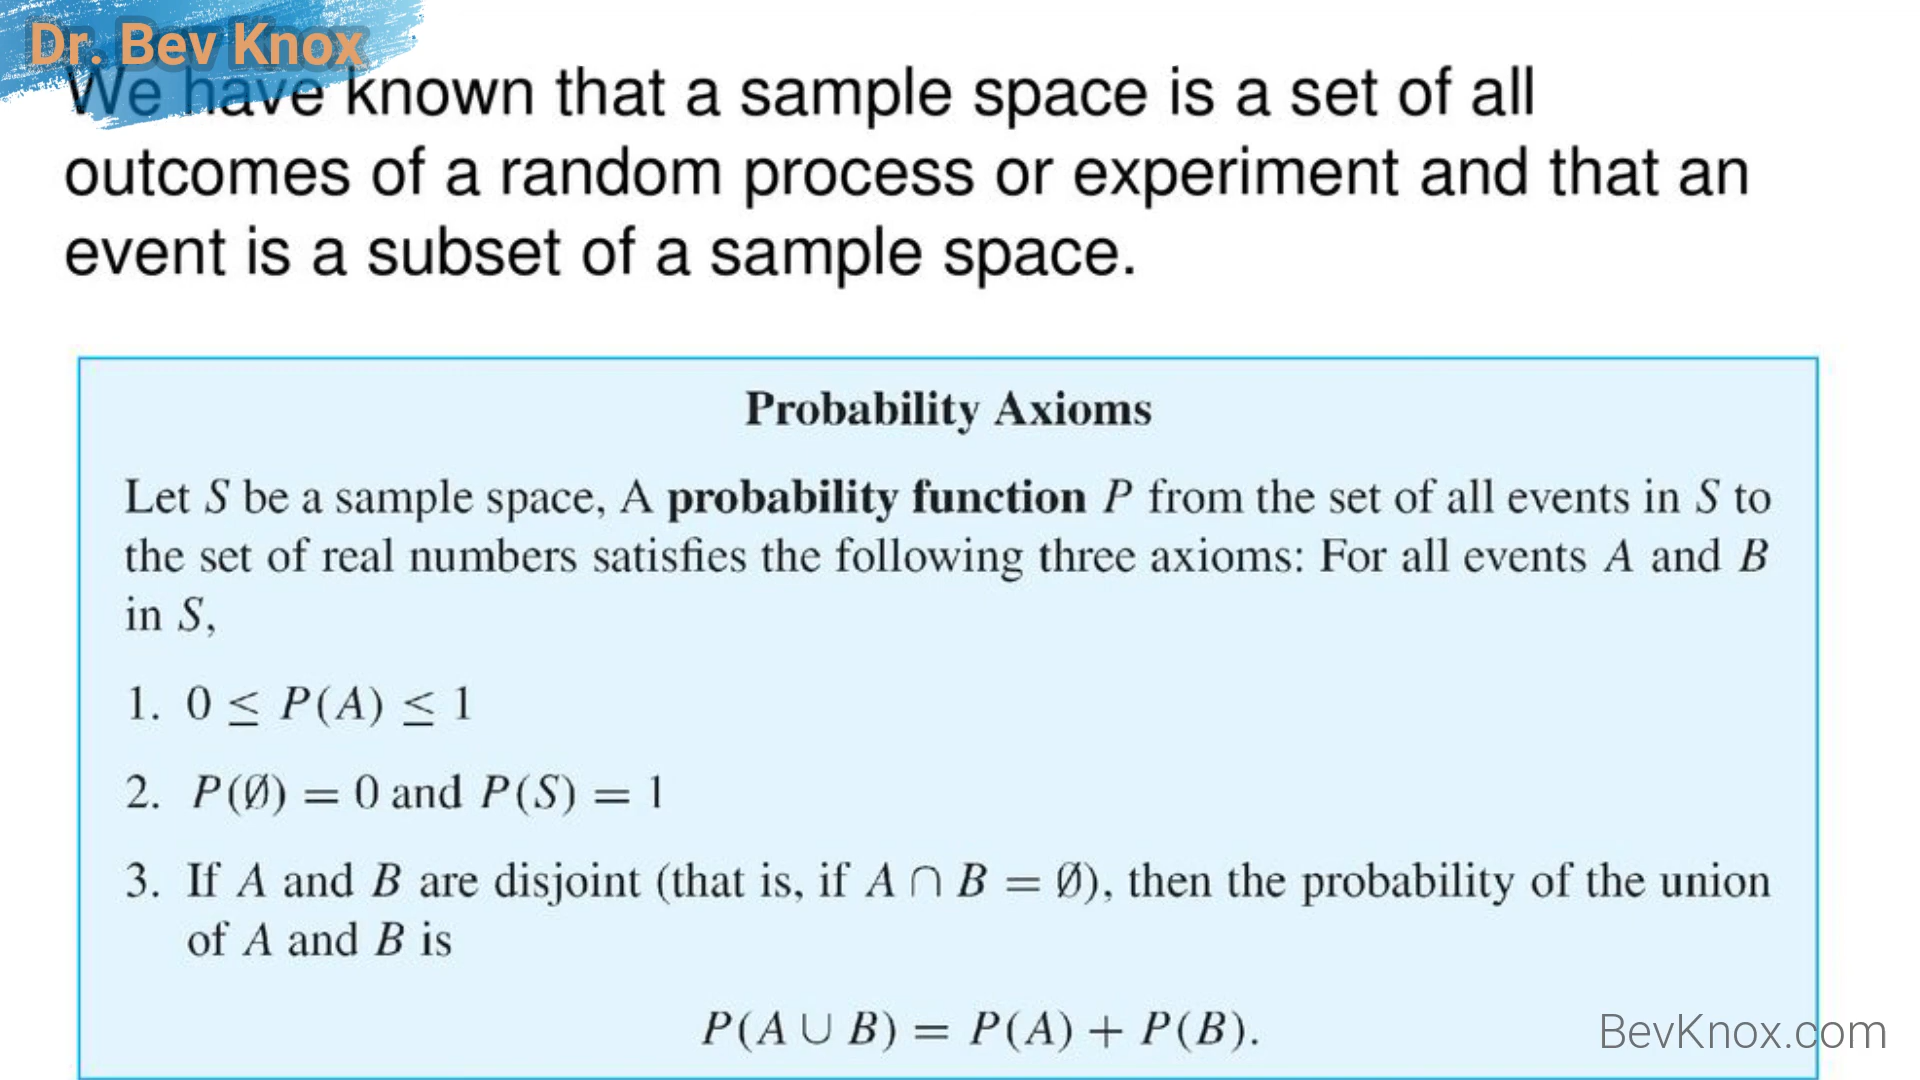 Dr. Bev Knox
We have known that a sample space is a set of all
outcomes of a random process or experiment and that an
event is a subset of a sample space.
Probability Axioms
Let S be a sample space, A probability function P from the set of all events in S to
the set of real numbers satisfies the following three axioms: For all events A and B
in S,
1. 0 ≤ P(A) ≤ 1
2. P(∅) = 0 and P(S) = 1
3. If A and B are disjoint (that is, if A ∩ B = ∅), then the probability of the union
of A and B is
P(A ∪ B) = P(A) + P(B).
BevKnox.com